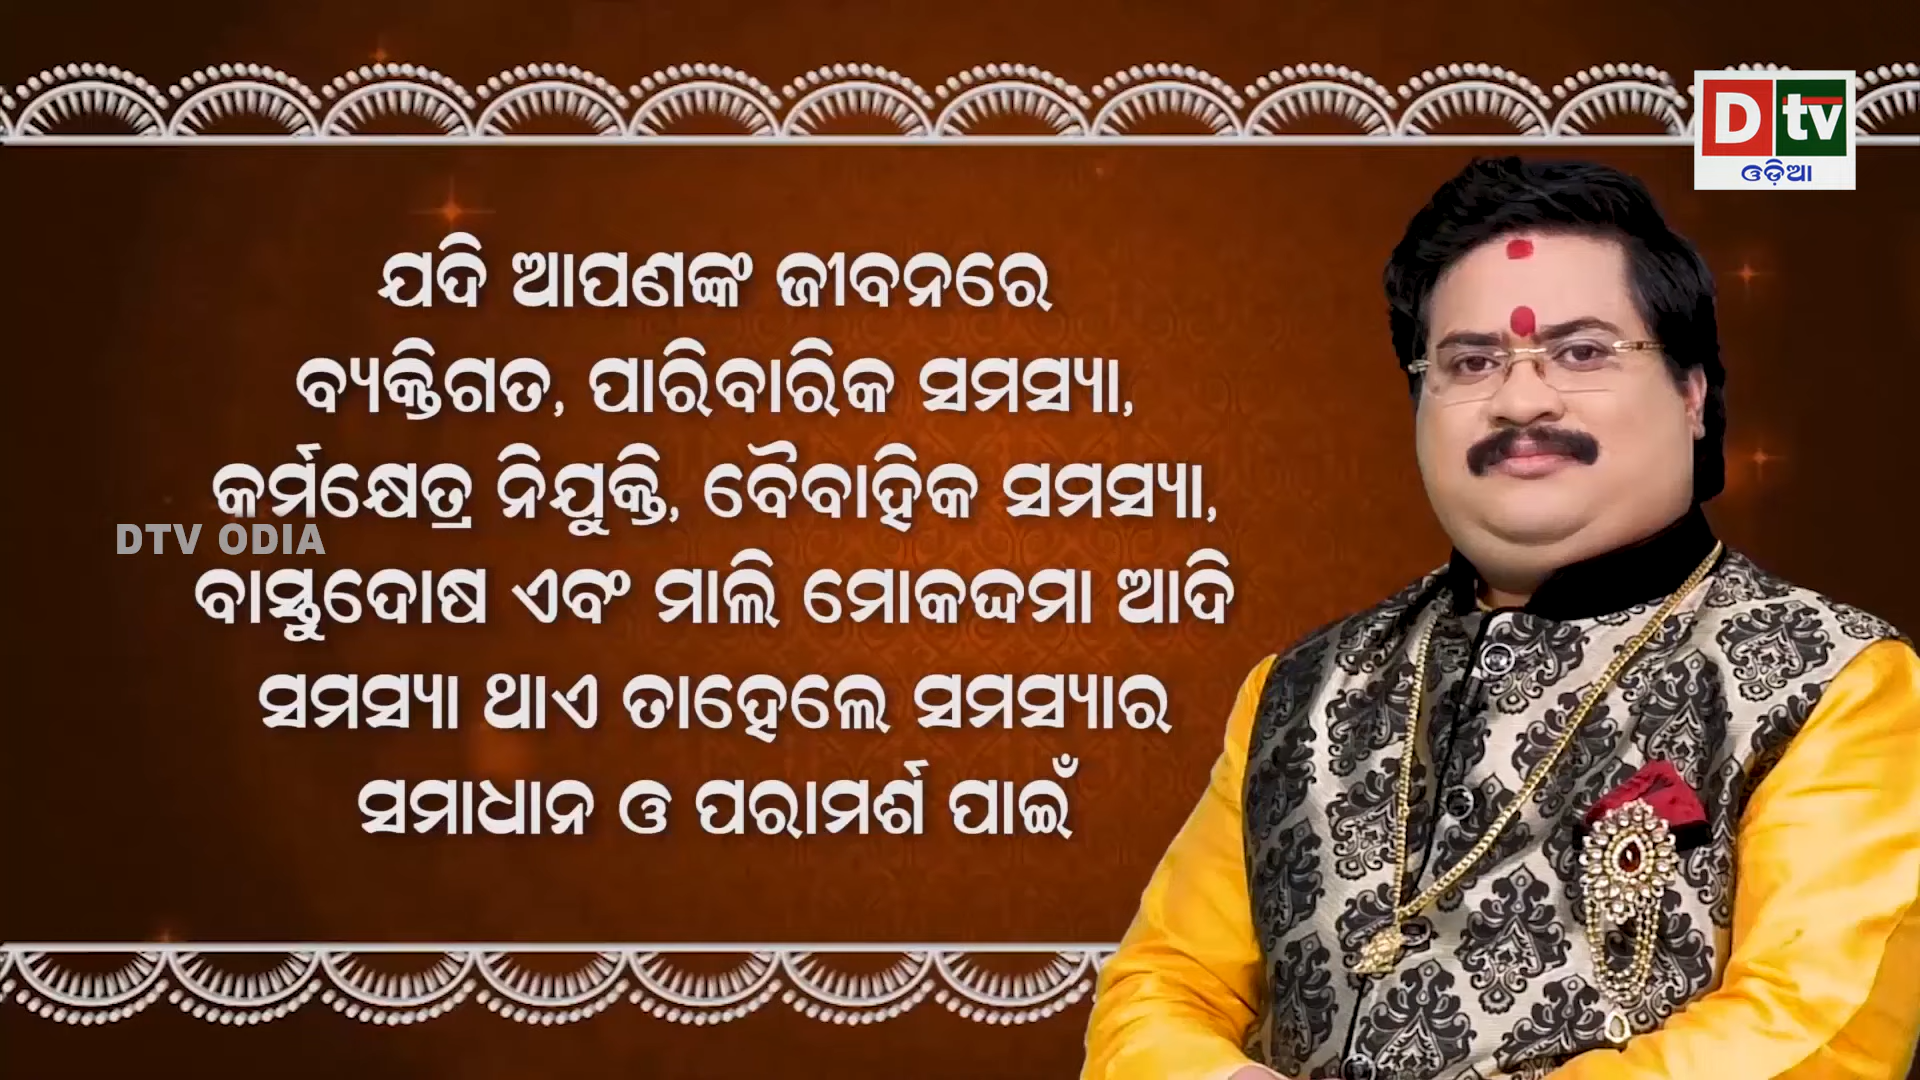 Dtv
ଓଡ଼ିଆ
ଯଦି ଆପଣଙ୍କ ଜୀବନରେ
ବ୍ୟକ୍ତିଗତ, ପାରିବାରିକ ସମସ୍ୟା,
କର୍ମକ୍ଷେତ୍ର ନିଯୁକ୍ତି, ବୈବାହିକ ସମସ୍ୟା,
DTV ODIA
ବାସ୍ତୁଦୋଷ ଏବଂ ମାଲି ମୋକଦ୍ଦମା ଆଦି
ସମସ୍ୟା ଥାଏ ତାହେଲେ ସମସ୍ୟାର
ସମାଧାନ ଓ ପରାମର୍ଶ ପାଇଁ